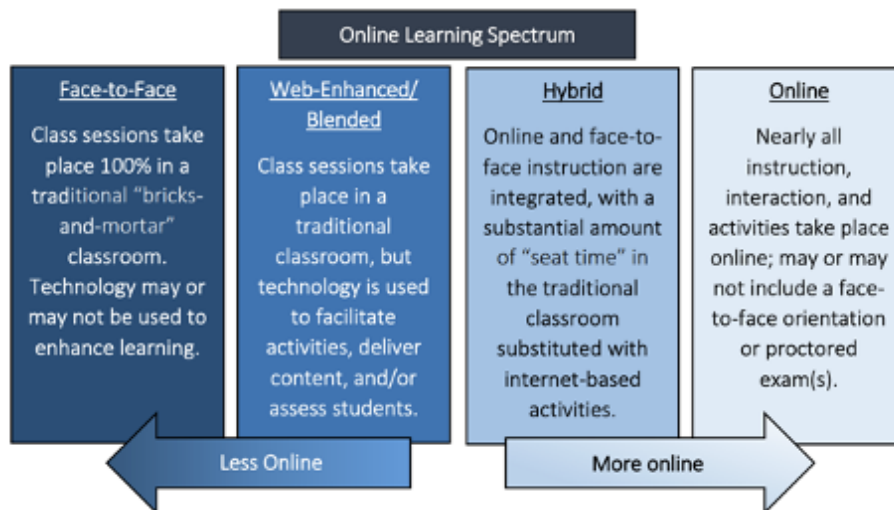 Online Learning Spectrum
Face-to-Face
Class sessions take
place 100% in a
traditional “bricks-
and-mortar”
classroom.
Technology may or
may not be used to
enhance learning.
Web-Enhanced/
Blended
Class sessions take
place in a
traditional
classroom, but
technology is used
to facilitate
activities, deliver
content, and/or
assess students.
Hybrid
Online and face-to-
face instruction are
integrated, with a
substantial amount
of “seat time” in
the traditional
classroom
substituted with
internet-based
activities.
Online
Nearly all
instruction,
interaction, and
activities take place
online; may or may
not include a face-
to-face orientation
or proctored
exam(s).
Less Online
More online